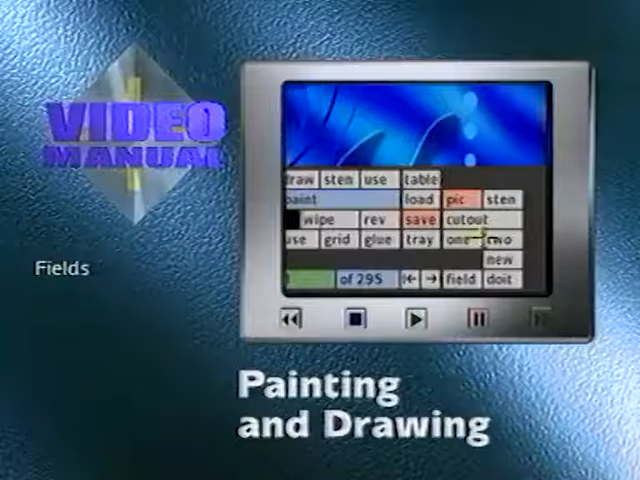 VIDEO
MANUAL
Fields
draw sten use table
paint load pic sten
wipe rev save cutout
use grid glue tray one two
new
of 295 field doit
Painting
and Drawing